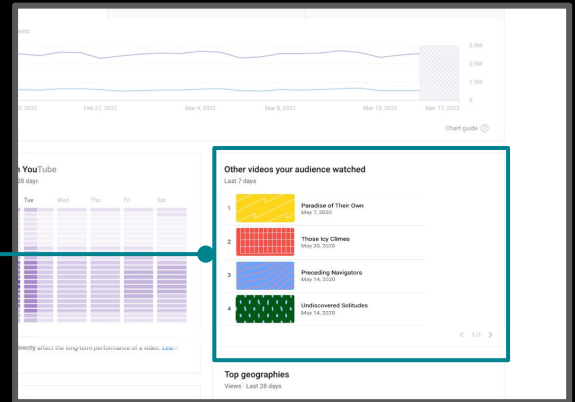 3.0M
2.0M
1.0M
0
Feb 27, 2022
Mar 4, 2022
Mar 8, 2022
Mar 13, 2022
Mar 17, 2022
Chart guide
YouTube
28 days
Tue Wed Thu Fri Sat
directly affect the long-term performance of a video.
Other videos your audience watched
Last 7 days
1 Paradise of Their Own
May 7, 2020
2 Those Icy Climes
May 28, 2020
3 Preceding Navigators
May 14, 2020
4 Undiscovered Solitudes
May 14, 2020
< 1/3 >
Top geographies
Views · Last 28 days